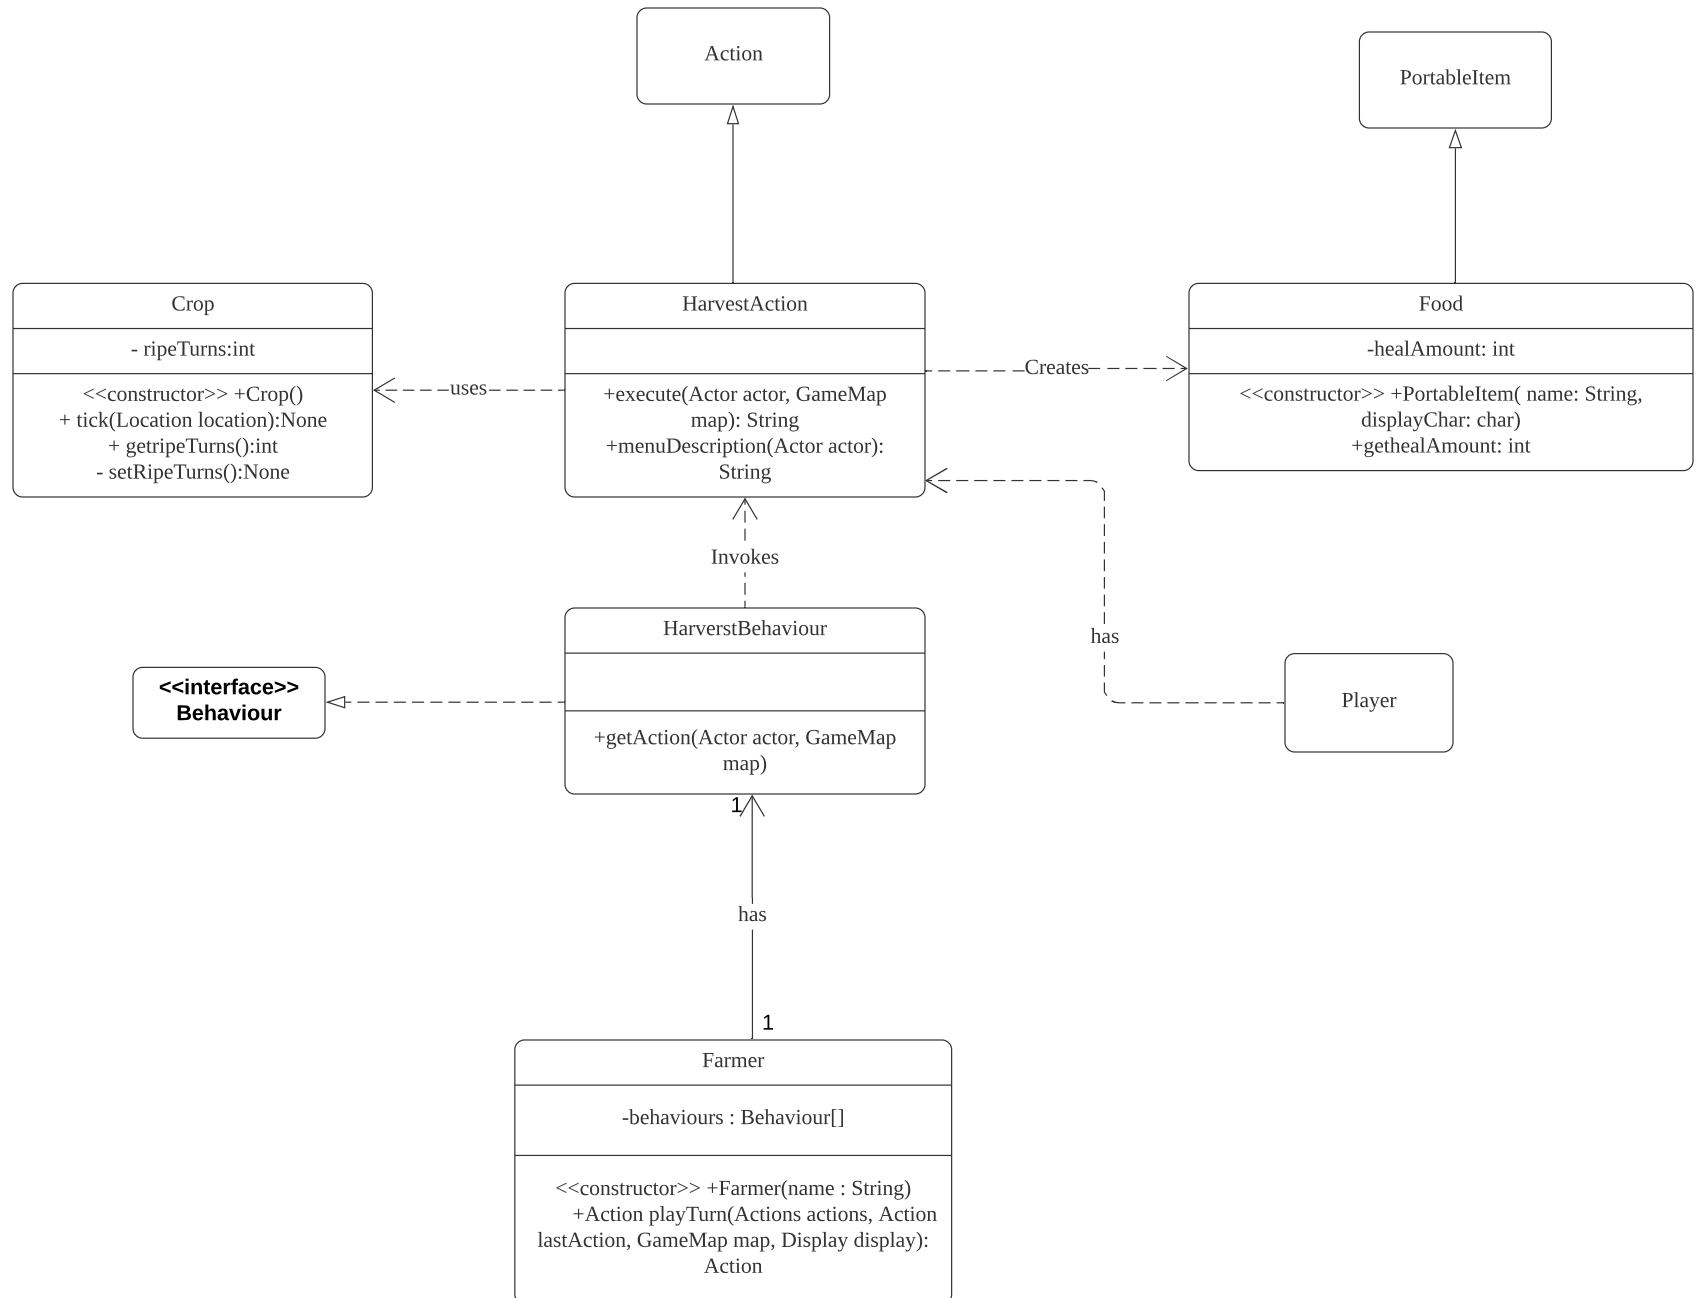 Action
PortableItem
Crop
- ripeTurns:int
<<constructor>> +Crop()
+ tick(Location location):None
+ getripeTurns():int
- setRipeTurns():None
uses
HarvestAction
+execute(Actor actor, GameMap
map): String
+menuDescription(Actor actor):
String
Creates
Food
-healAmount: int
<<constructor>> +PortableItem( name: String,
displayChar: char)
+gethealAmount: int
Invokes
has
Player
HarverstBehaviour
+getAction(Actor actor, GameMap
map)
<<interface>>
Behaviour
1
has
1
Farmer
-behaviours : Behaviour[]
<<constructor>> +Farmer(name : String)
+Action playTurn(Actions actions, Action
lastAction, GameMap map, Display display):
Action